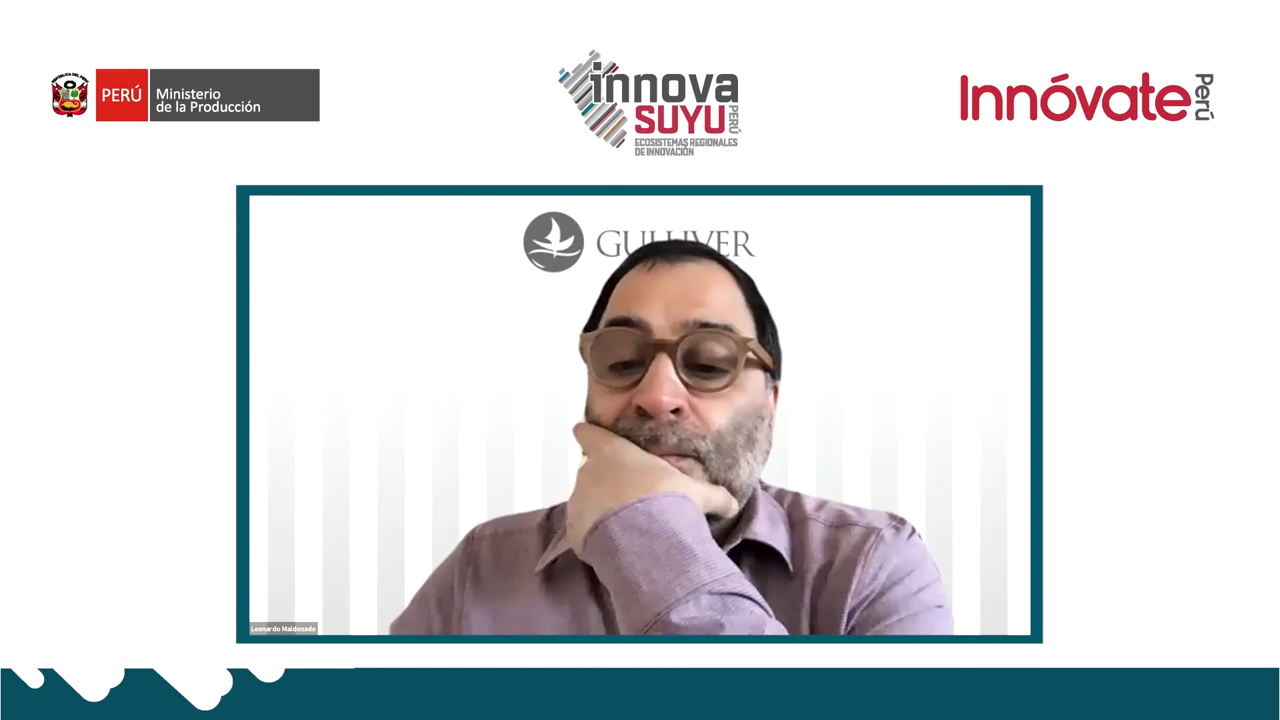 PERÚ
Ministerio
de la Producción
innova
SUYU
PERÚ
ECOSISTEMAS REGIONALES
DE INNOVACIÓN
Innóvate
Perú
Leonardo Maldonado